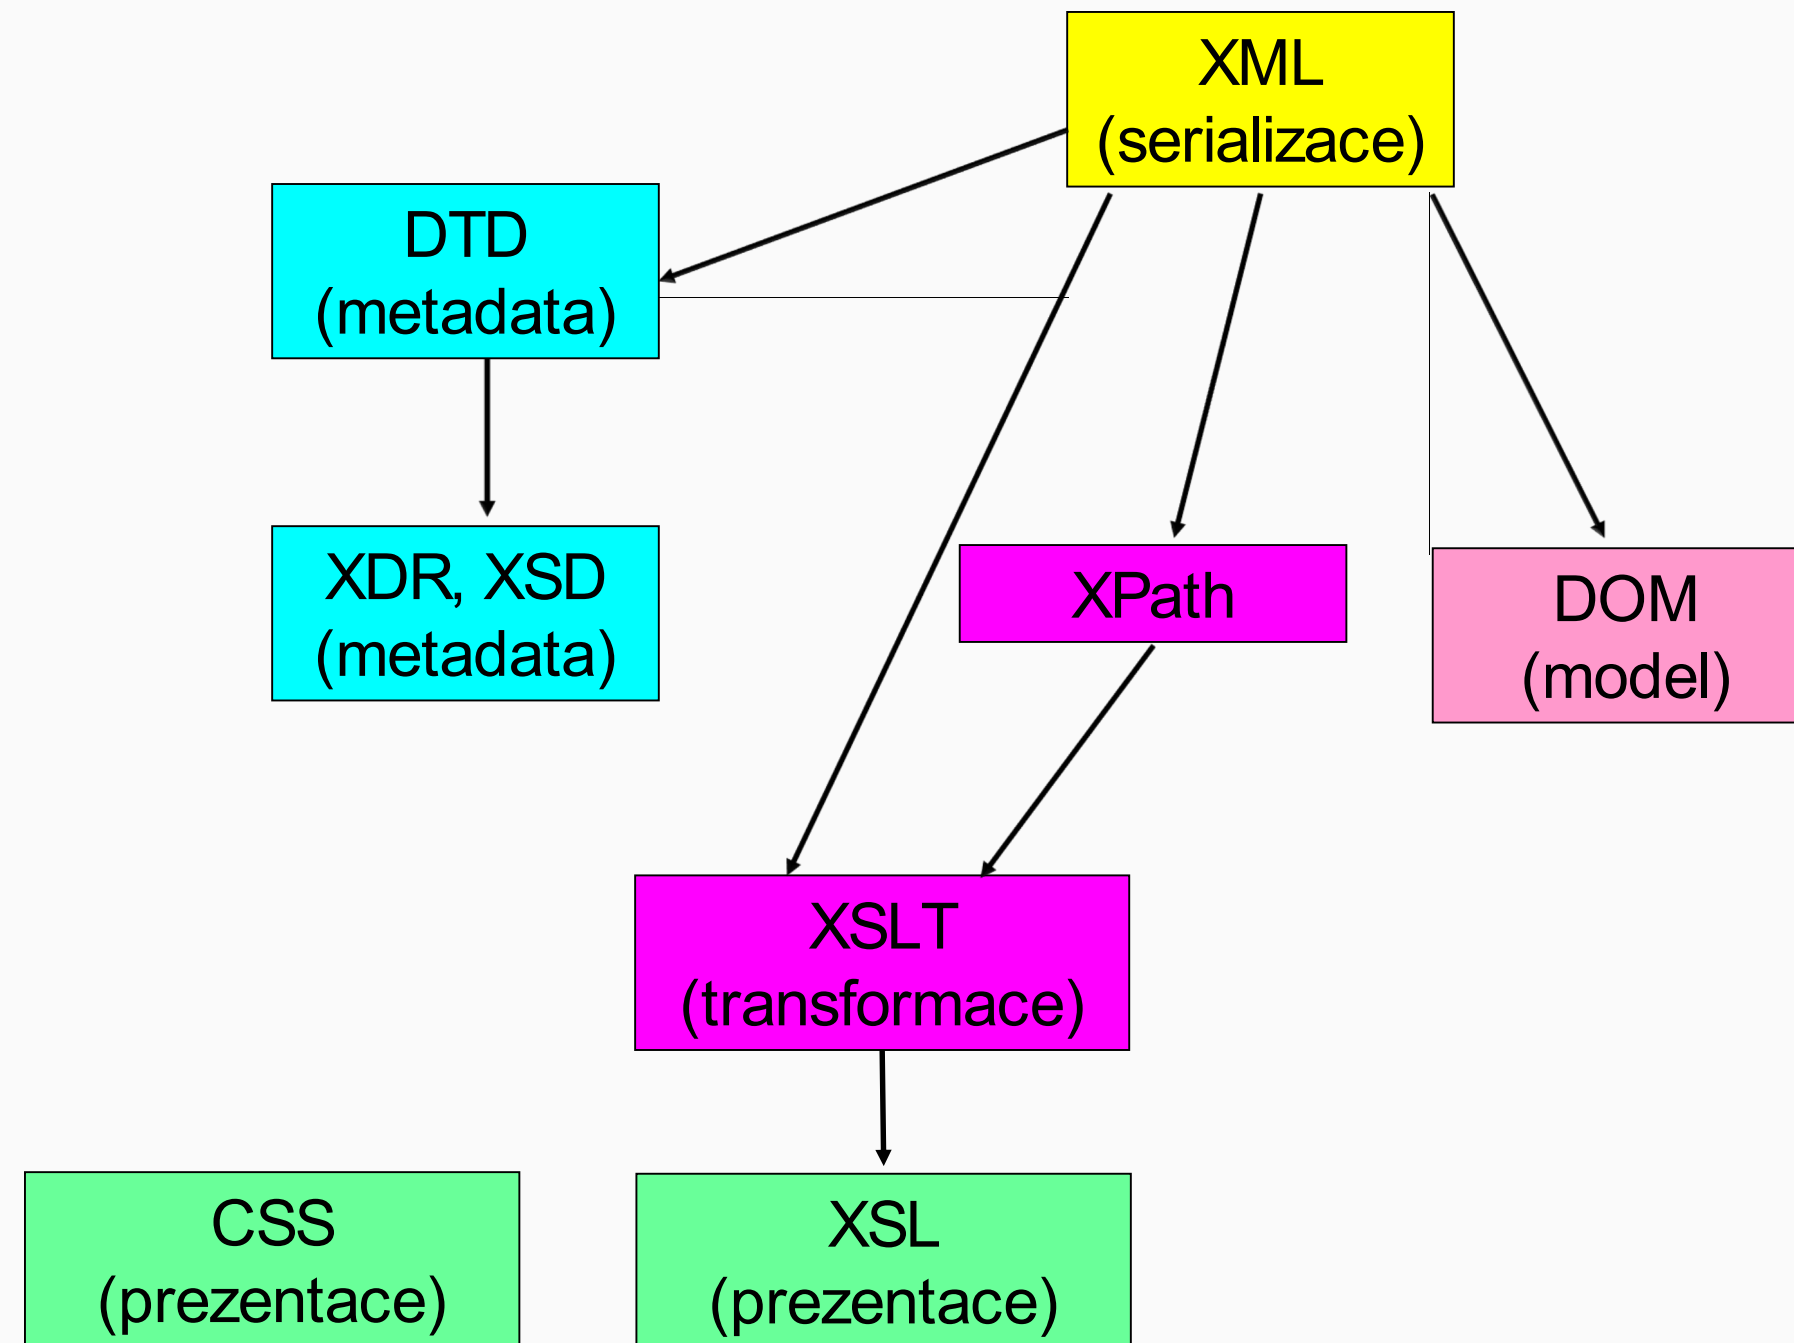 XML
(serializace)
DTD
(metadata)
XDR, XSD
(metadata)
XPath
DOM
(model)
XSLT
(transformace)
CSS
(prezentace)
XSL
(prezentace)